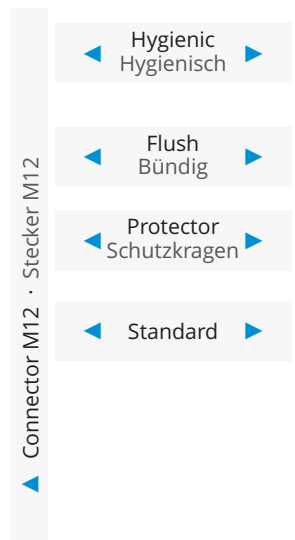 Hygienic
Hygienisch
Flush
Bündig
Protector
Schutzkragen
Standard
Connector M12 · Stecker M12